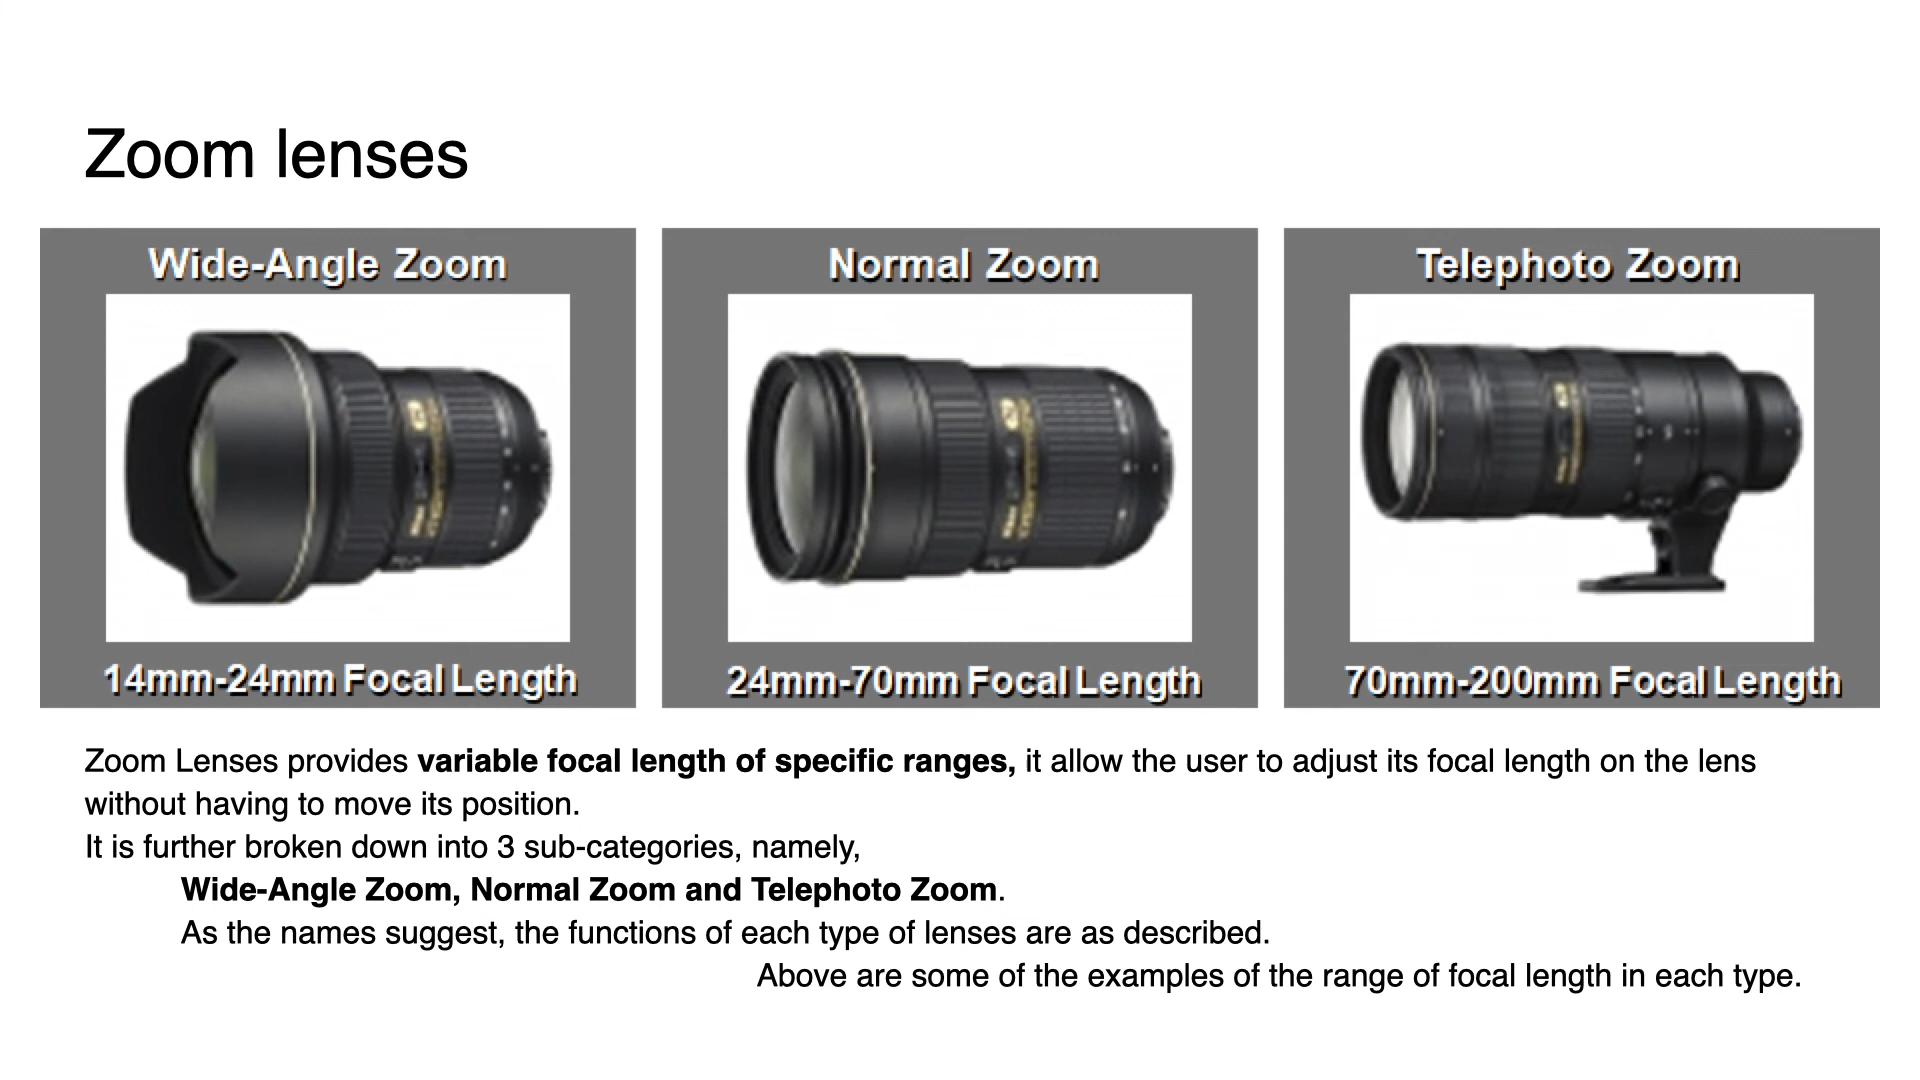 Zoom lenses
Wide-Angle Zoom
Normal Zoom
Telephoto Zoom
14mm-24mm Focal Length
24mm-70mm Focal Length
70mm-200mm Focal Length
Zoom Lenses provides variable focal length of specific ranges, it allow the user to adjust its focal length on the lens
without having to move its position.
It is further broken down into 3 sub-categories, namely,
Wide-Angle Zoom, Normal Zoom and Telephoto Zoom.
As the names suggest, the functions of each type of lenses are as described.
Above are some of the examples of the range of focal length in each type.